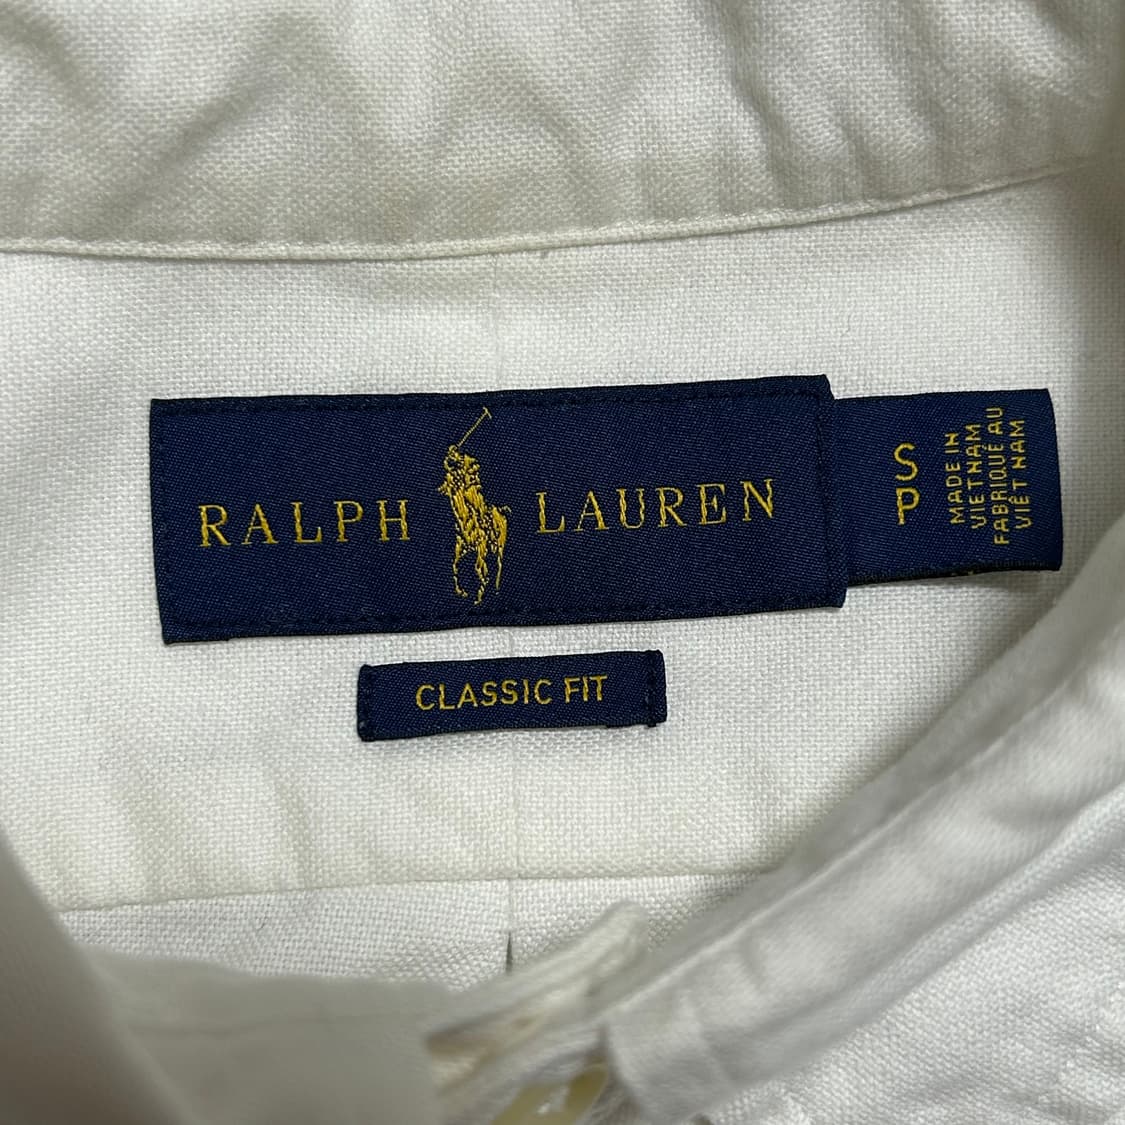 RALPH LAUREN
CLASSIC FIT
S
P
MADE IN
VIETNAM
FABRIQUÉ AU
VIÊT NAM